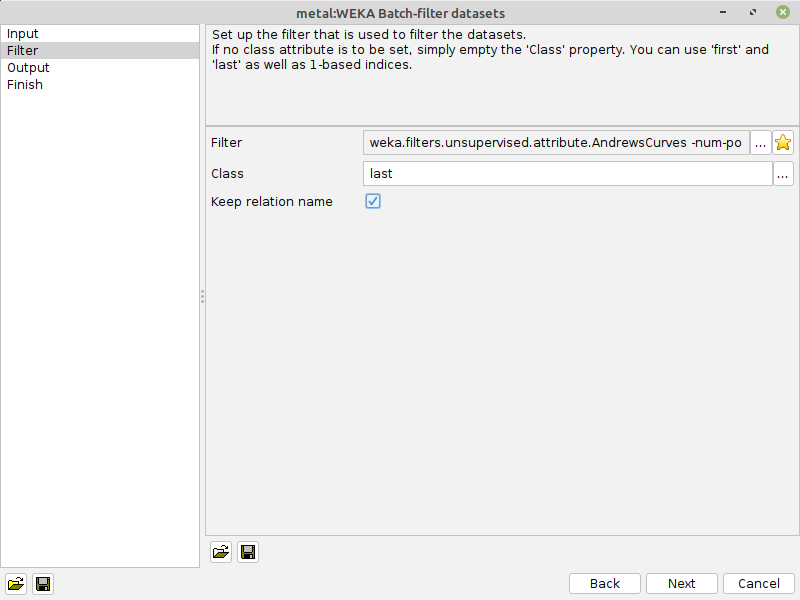 metal:WEKA Batch-filter datasets
Input
Filter
Output
Finish
Set up the filter that is used to filter the datasets.
If no class attribute is to be set, simply empty the 'Class' property. You can use 'first' and
'last' as well as 1-based indices.
Filter
weka.filters.unsupervised.attribute.AndrewsCurves -num-po
...
Class
last
...
Keep relation name
Back
Next
Cancel